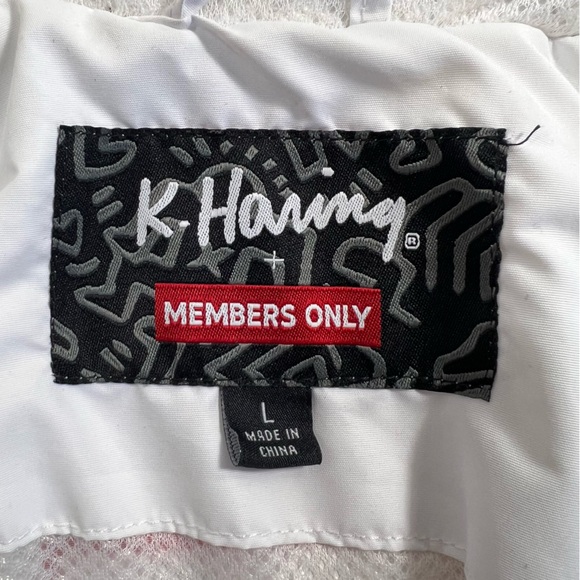 K. Haring®
+
MEMBERS ONLY
L
MADE IN
CHINA